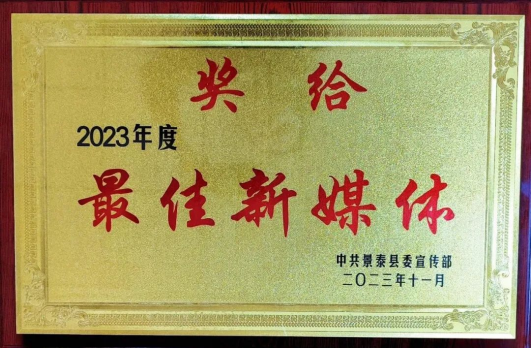 奖给
2023年度
最佳新媒体
中共景泰县委宣传部
二〇二三年十一月